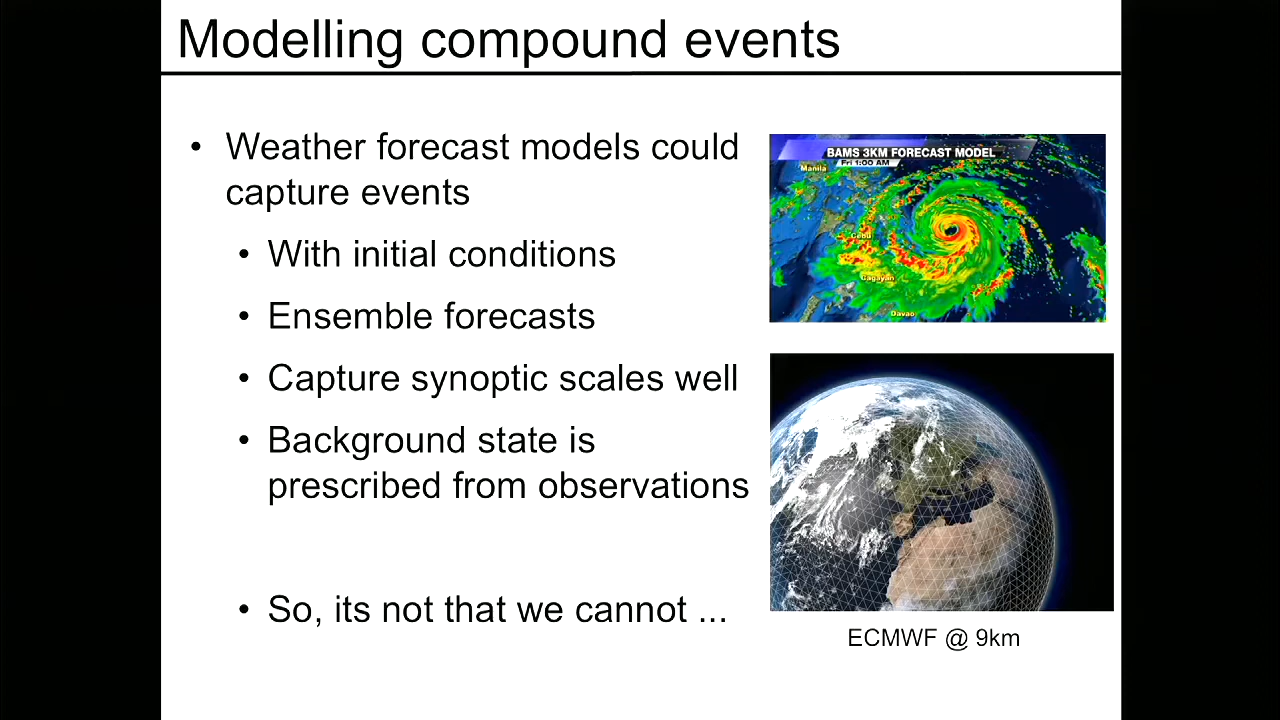 Modelling compound events
• Weather forecast models could
capture events
• With initial conditions
• Ensemble forecasts
• Capture synoptic scales well
• Background state is
prescribed from observations
• So, its not that we cannot ...
BAMS 3KM FORECAST MODEL
Fri 1:00 AM
Manila
Cebu
Cagayan
Davao
ECMWF @ 9km